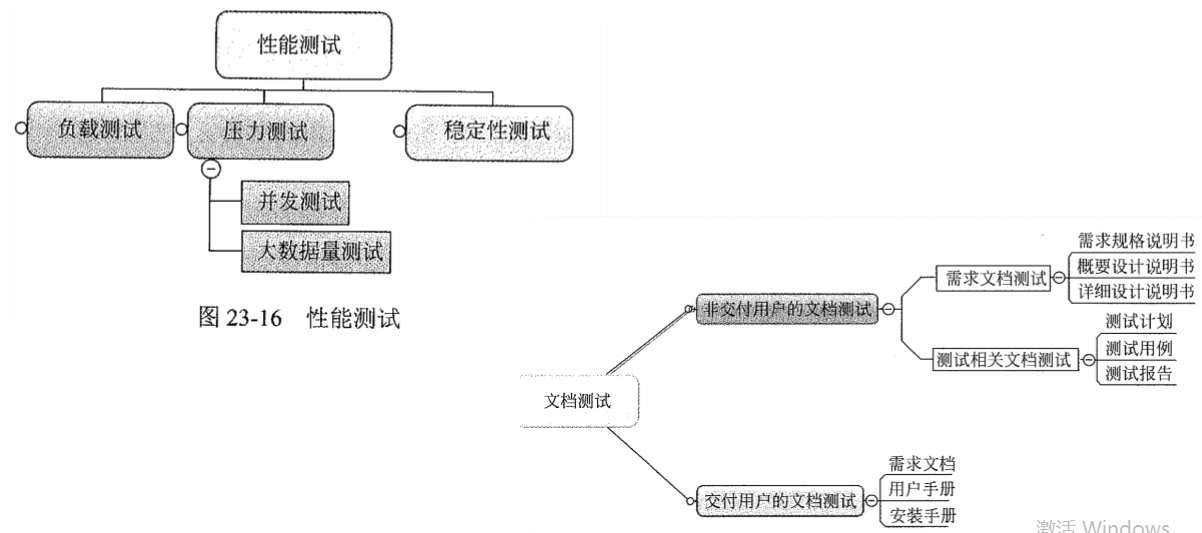 性能测试
负载测试
压力测试
稳定性测试
并发测试
大数据量测试
图 23-16 性能测试
文档测试
非交付用户的文档测试
需求文档测试
需求规格说明书
概要设计说明书
详细设计说明书
测试相关文档测试
测试计划
测试用例
测试报告
交付用户的文档测试
需求文档
用户手册
安装手册
激活 Windows